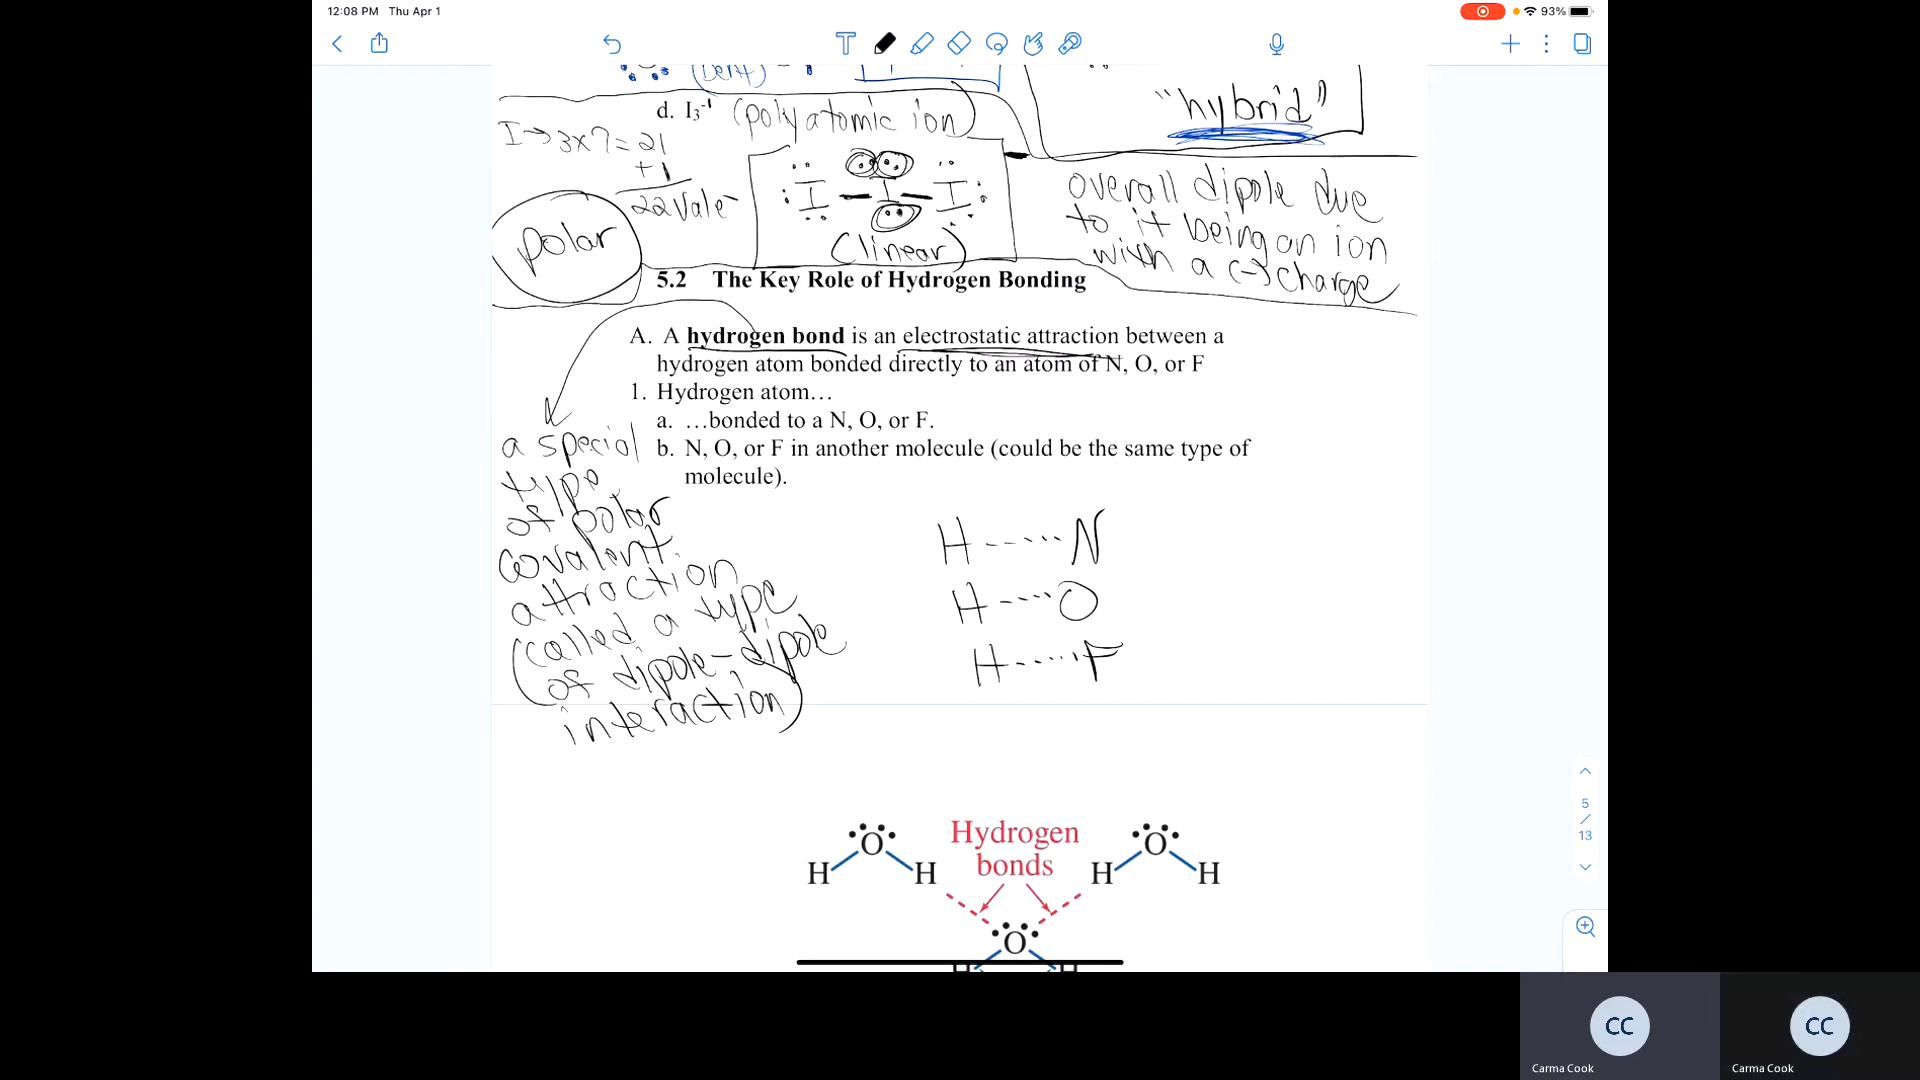 12:08 PM Thu Apr 1
93%
(bent)
"hybrid"
d. I₃⁻¹ (polyatomic ion)
I → 3x7 = 21
+1
22 Vale⁻
polar
:I — I — I:
(linear)
overall dipole due
to it being an ion
with a (-) charge
5.2 The Key Role of Hydrogen Bonding
A. A hydrogen bond is an electrostatic attraction between a
hydrogen atom bonded directly to an atom of N, O, or F
1. Hydrogen atom…
a. …bonded to a N, O, or F.
b. N, O, or F in another molecule (could be the same type of
molecule).
a special
type
of polar
covalent
attraction
(called a type
of dipole-dipole
interaction)
H-----N
H-----O
H-----F
5
/
13
Hydrogen
bonds
O O
H H H H
O
H H
CC CC
Carma Cook Carma Cook